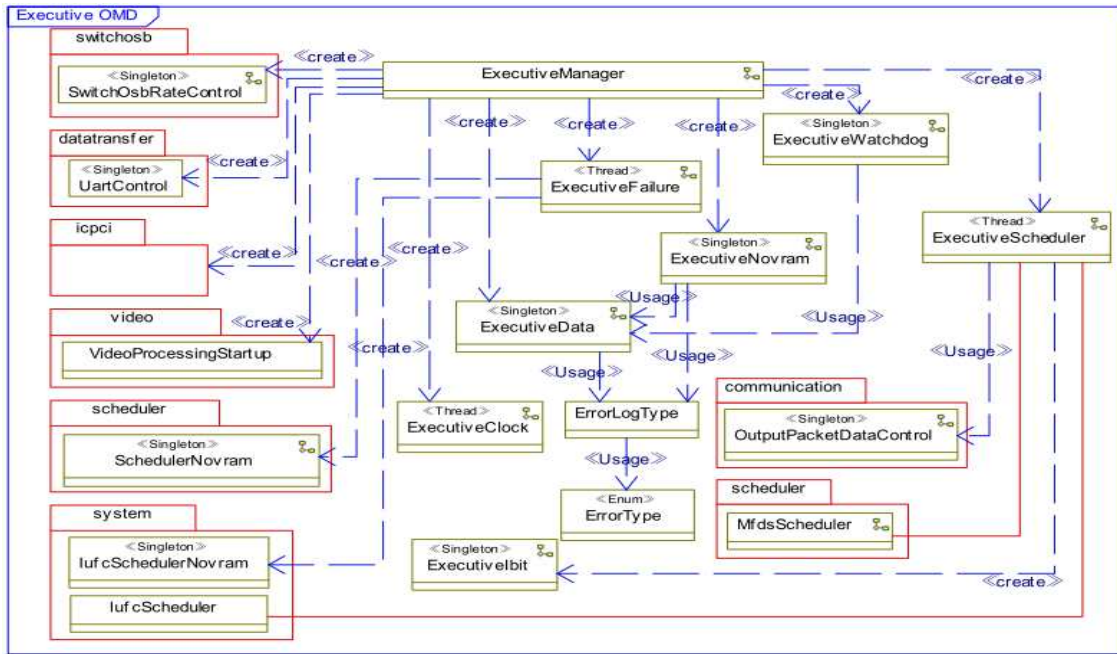 Executive OMD
switchosb
≪Singleton≫
SwitchOsbRateControl
≪create≫
ExecutiveManager
≪create≫
≪create≫
≪create≫
≪create≫
≪create≫
≪Singleton≫
ExecutiveWatchdog
datatransfer
≪Singleton≫
UartControl
≪create≫
≪Thread≫
ExecutiveFailure
≪Thread≫
ExecutiveScheduler
icpci
≪create≫
≪create≫
≪Singleton≫
ExecutiveNovram
≪create≫
≪Usage≫
≪Usage≫
video
VideoProcessingStartup
≪create≫
≪Singleton≫
ExecutiveData
≪create≫
≪create≫
≪Usage≫
≪Usage≫
≪Usage≫
scheduler
≪Singleton≫
SchedulerNovram
≪Thread≫
ExecutiveClock
ErrorLogType
communication
≪Singleton≫
OutputPacketDataControl
≪Usage≫
≪Enum≫
ErrorType
scheduler
MfdsScheduler
system
≪Singleton≫
IufcSchedulerNovram
IufcScheduler
≪Singleton≫
ExecutiveIbit
≪create≫